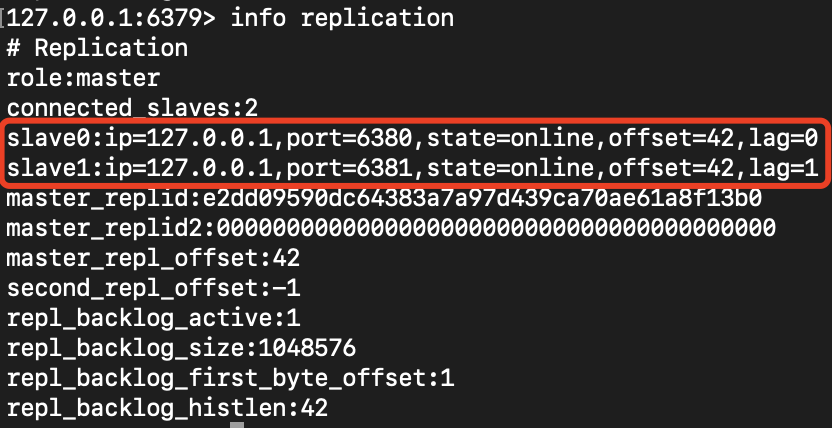 [127.0.0.1:6379> info replication
# Replication
role:master
connected_slaves:2
slave0:ip=127.0.0.1,port=6380,state=online,offset=42,lag=0
slave1:ip=127.0.0.1,port=6381,state=online,offset=42,lag=1
master_replid:e2dd09590dc64383a7a97d439ca70ae61a8f13b0
master_replid2:0000000000000000000000000000000000000000
master_repl_offset:42
second_repl_offset:-1
repl_backlog_active:1
repl_backlog_size:1048576
repl_backlog_first_byte_offset:1
repl_backlog_histlen:42